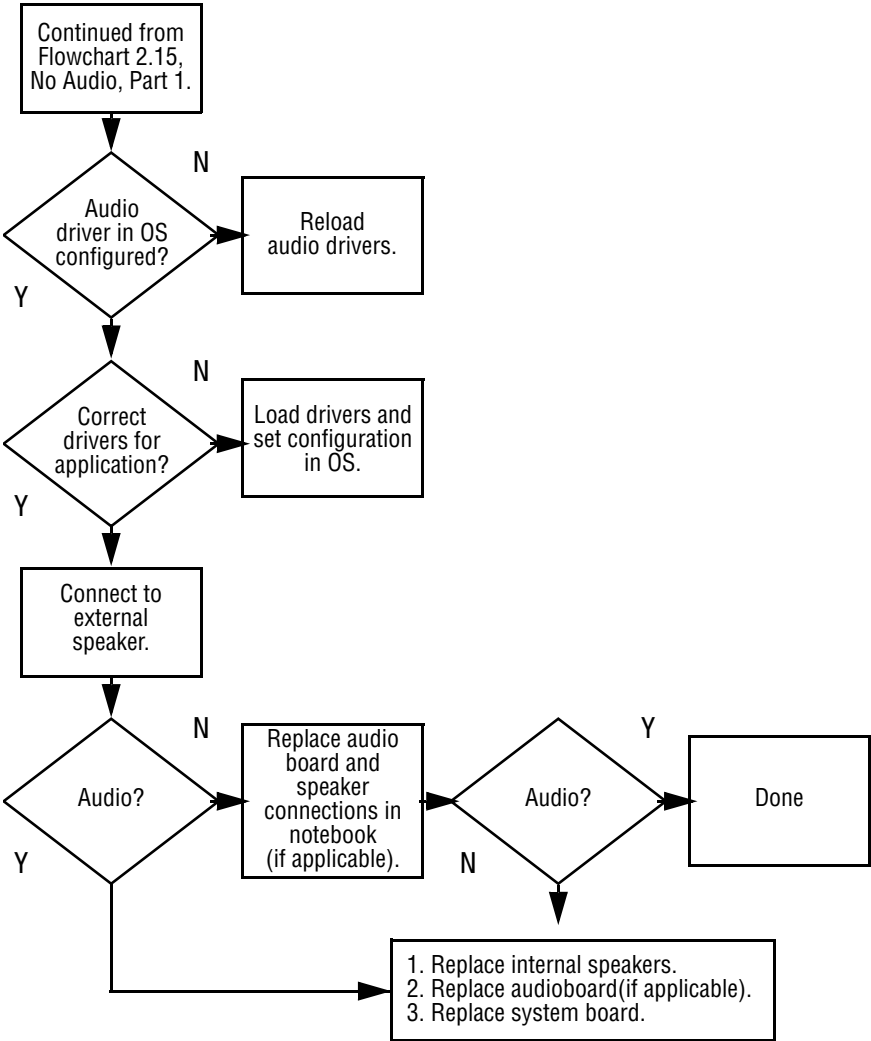 Continued from
Flowchart 2.15,
No Audio, Part 1.
N
Audio
driver in OS
configured?
Reload
audio drivers.
Y
N
Correct
drivers for
application?
Load drivers and
set configuration
in OS.
Y
Connect to
external
speaker.
N
Audio?
Replace audio
board and
speaker
connections in
notebook
(if applicable).
Y
Audio?
Done
Y
N
1. Replace internal speakers.
2. Replace audioboard(if applicable).
3. Replace system board.